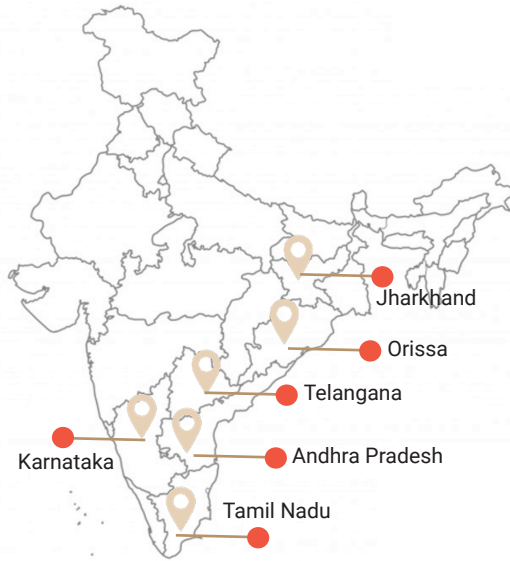 Jharkhand
Orissa
Telangana
Andhra Pradesh
Karnataka
Tamil Nadu